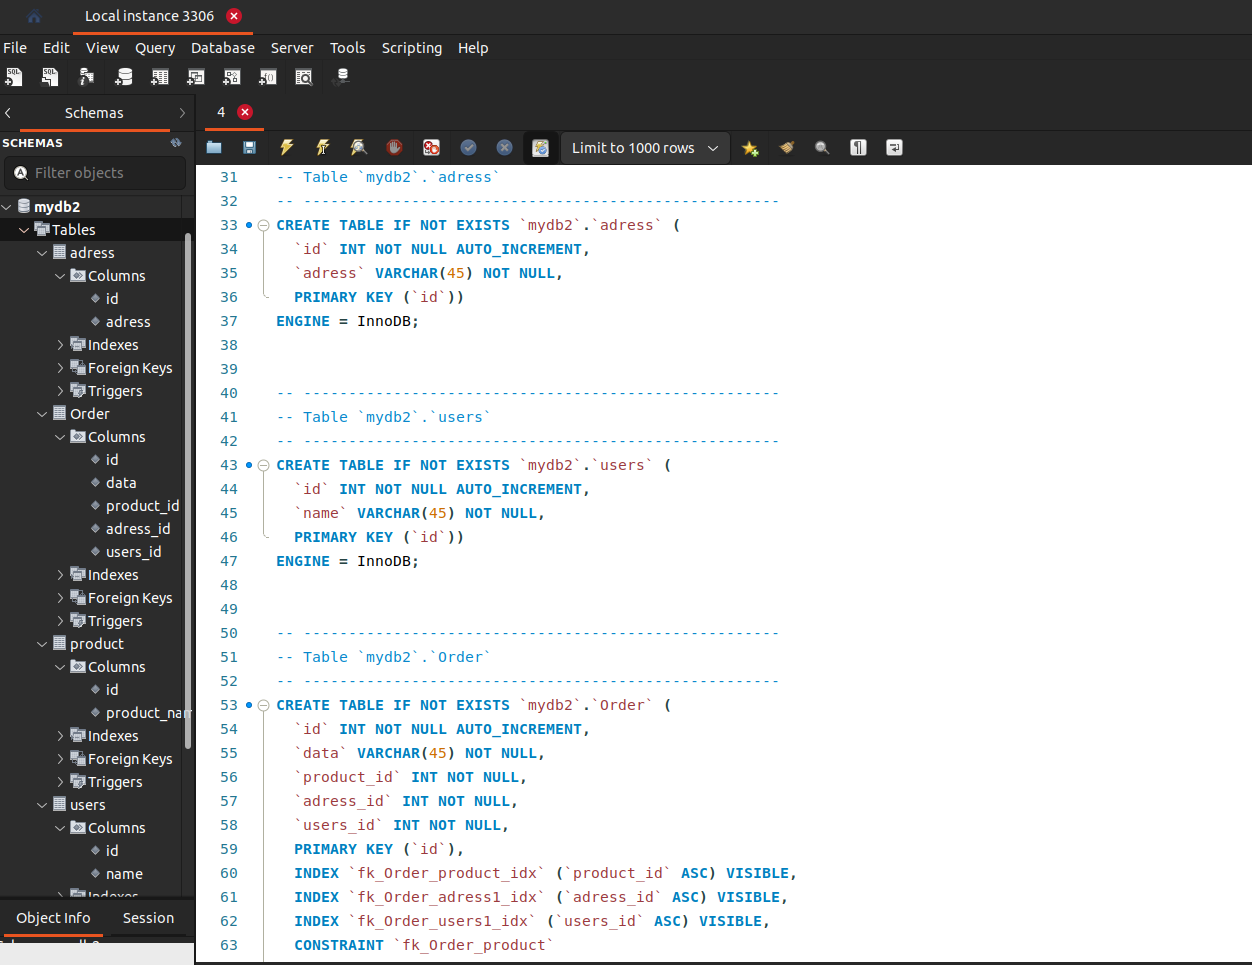 Local instance 3306
File Edit View Query Database Server Tools Scripting Help
Schemas
4
SCHEMAS
Limit to 1000 rows
Filter objects
mydb2
Tables
adress
Columns
id
adress
Indexes
Foreign Keys
Triggers
Order
Columns
id
data
product_id
adress_id
users_id
Indexes
Foreign Keys
Triggers
product
Columns
id
Indexes
Foreign Keys
Triggers
users
Columns
id
name
Indexes
Object Info Session
31 -- Table `mydb2`.`adress`
32 -- -----------------------------------------------------
33 CREATE TABLE IF NOT EXISTS `mydb2`.`adress` (
34 `id` INT NOT NULL AUTO_INCREMENT,
35 `adress` VARCHAR(45) NOT NULL,
36 PRIMARY KEY (`id`))
37 ENGINE = InnoDB;
38
39
40 -- -----------------------------------------------------
41 -- Table `mydb2`.`users`
42 -- -----------------------------------------------------
43 CREATE TABLE IF NOT EXISTS `mydb2`.`users` (
44 `id` INT NOT NULL AUTO_INCREMENT,
45 `name` VARCHAR(45) NOT NULL,
46 PRIMARY KEY (`id`))
47 ENGINE = InnoDB;
48
49
50 -- -----------------------------------------------------
51 -- Table `mydb2`.`Order`
52 -- -----------------------------------------------------
53 CREATE TABLE IF NOT EXISTS `mydb2`.`Order` (
54 `id` INT NOT NULL AUTO_INCREMENT,
55 `data` VARCHAR(45) NOT NULL,
56 `product_id` INT NOT NULL,
57 `adress_id` INT NOT NULL,
58 `users_id` INT NOT NULL,
59 PRIMARY KEY (`id`),
60 INDEX `fk_Order_product_idx` (`product_id` ASC) VISIBLE,
61 INDEX `fk_Order_adress1_idx` (`adress_id` ASC) VISIBLE,
62 INDEX `fk_Order_users1_idx` (`users_id` ASC) VISIBLE,
63 CONSTRAINT `fk_Order_product`